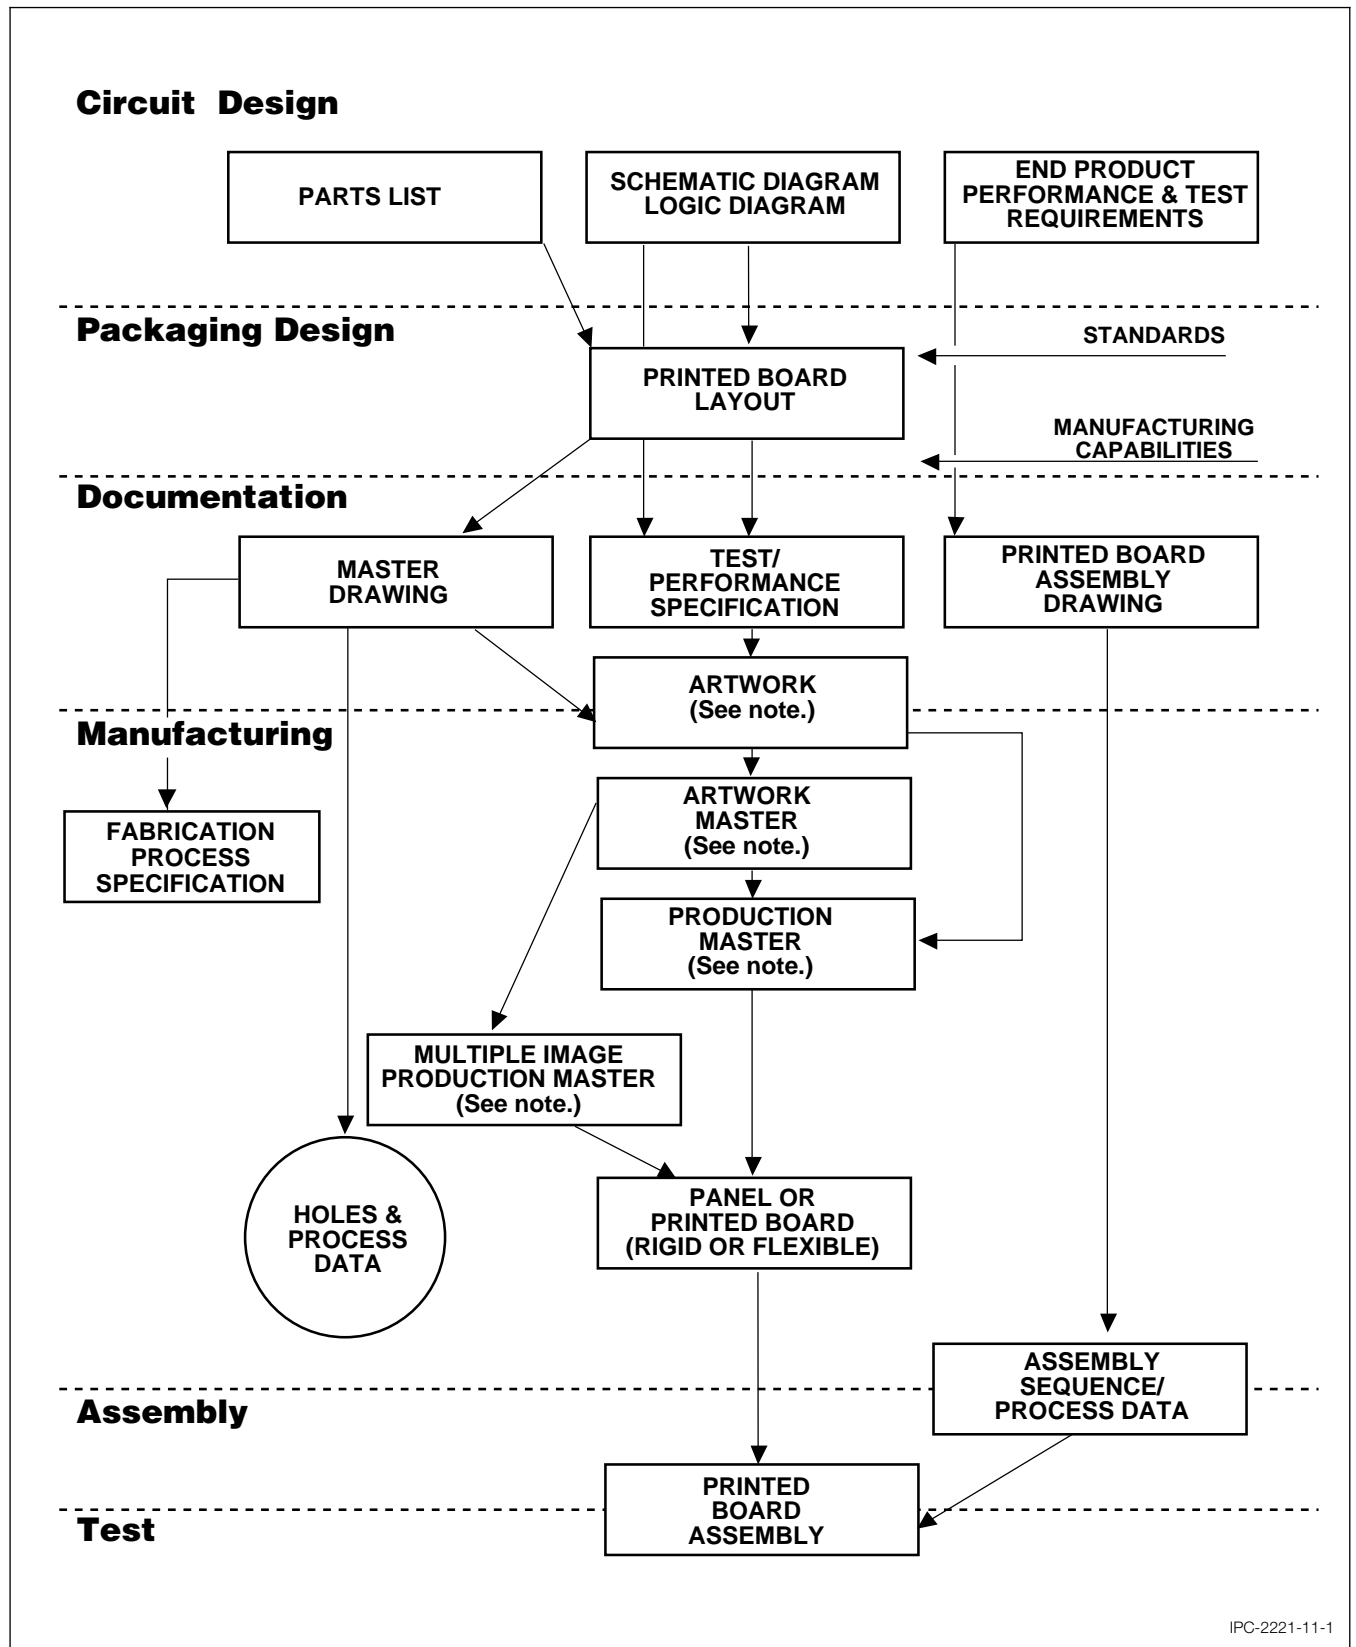 Circuit Design
PARTS LIST
SCHEMATIC DIAGRAM
LOGIC DIAGRAM
END PRODUCT
PERFORMANCE & TEST
REQUIREMENTS
Packaging Design
STANDARDS
PRINTED BOARD
LAYOUT
MANUFACTURING
CAPABILITIES
Documentation
MASTER
DRAWING
TEST/
PERFORMANCE
SPECIFICATION
PRINTED BOARD
ASSEMBLY
DRAWING
ARTWORK
(See note.)
Manufacturing
ARTWORK
MASTER
(See note.)
FABRICATION
PROCESS
SPECIFICATION
PRODUCTION
MASTER
(See note.)
MULTIPLE IMAGE
PRODUCTION MASTER
(See note.)
HOLES &
PROCESS
DATA
PANEL OR
PRINTED BOARD
(RIGID OR FLEXIBLE)
ASSEMBLY
SEQUENCE/
PROCESS DATA
Assembly
PRINTED
BOARD
ASSEMBLY
Test
IPC-2221-11-1